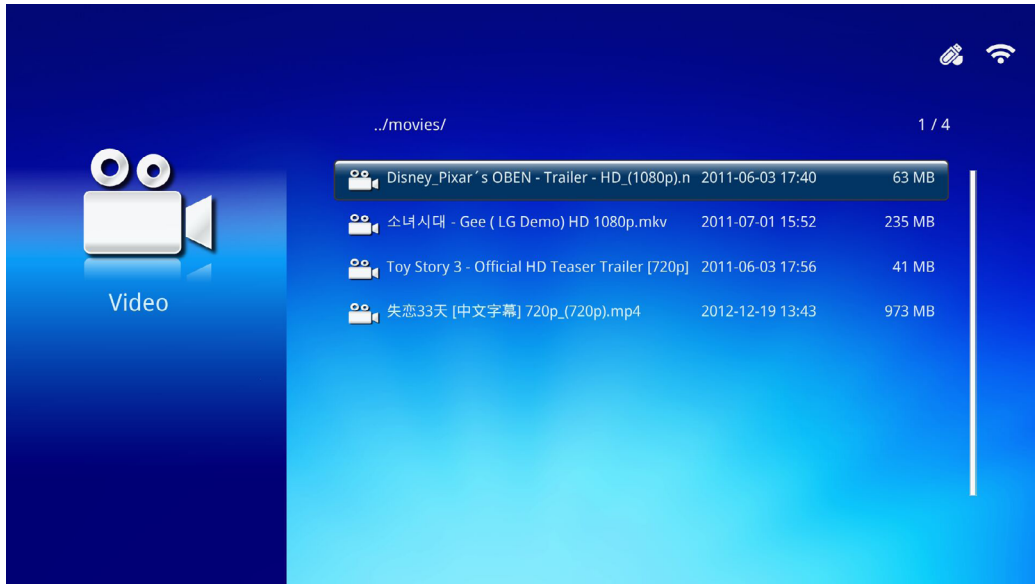 ../movies/ 1 / 4
Disney_Pixar´s OBEN - Trailer - HD_(1080p).n 2011-06-03 17:40 63 MB
소녀시대 - Gee ( LG Demo) HD 1080p.mkv 2011-07-01 15:52 235 MB
Toy Story 3 - Official HD Teaser Trailer [720p] 2011-06-03 17:56 41 MB
Video
失恋33天 [中文字幕] 720p_(720p).mp4 2012-12-19 13:43 973 MB